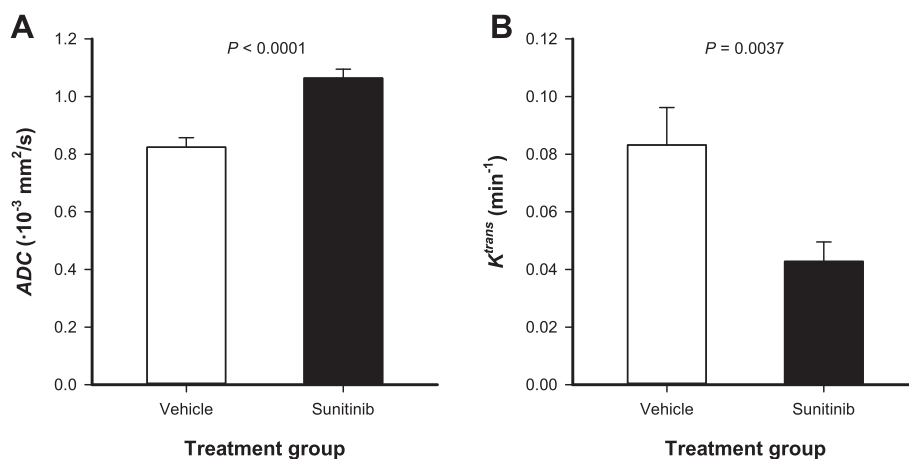 A
P < 0.0001
ADC (·10⁻³ mm²/s)
1.2
1.0
0.8
0.6
0.4
0.2
0.0
Vehicle
Sunitinib
Treatment group
B
P = 0.0037
Kᵗʳᵃⁿˢ (min⁻¹)
0.12
0.10
0.08
0.06
0.04
0.02
0.00
Vehicle
Sunitinib
Treatment group